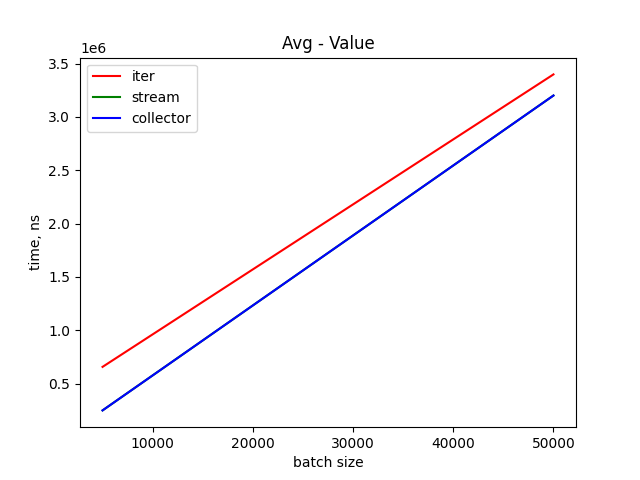 Avg - Value
1e6
3.5
3.0
2.5
2.0
1.5
1.0
0.5
time, ns
iter
stream
collector
10000 20000 30000 40000 50000
batch size